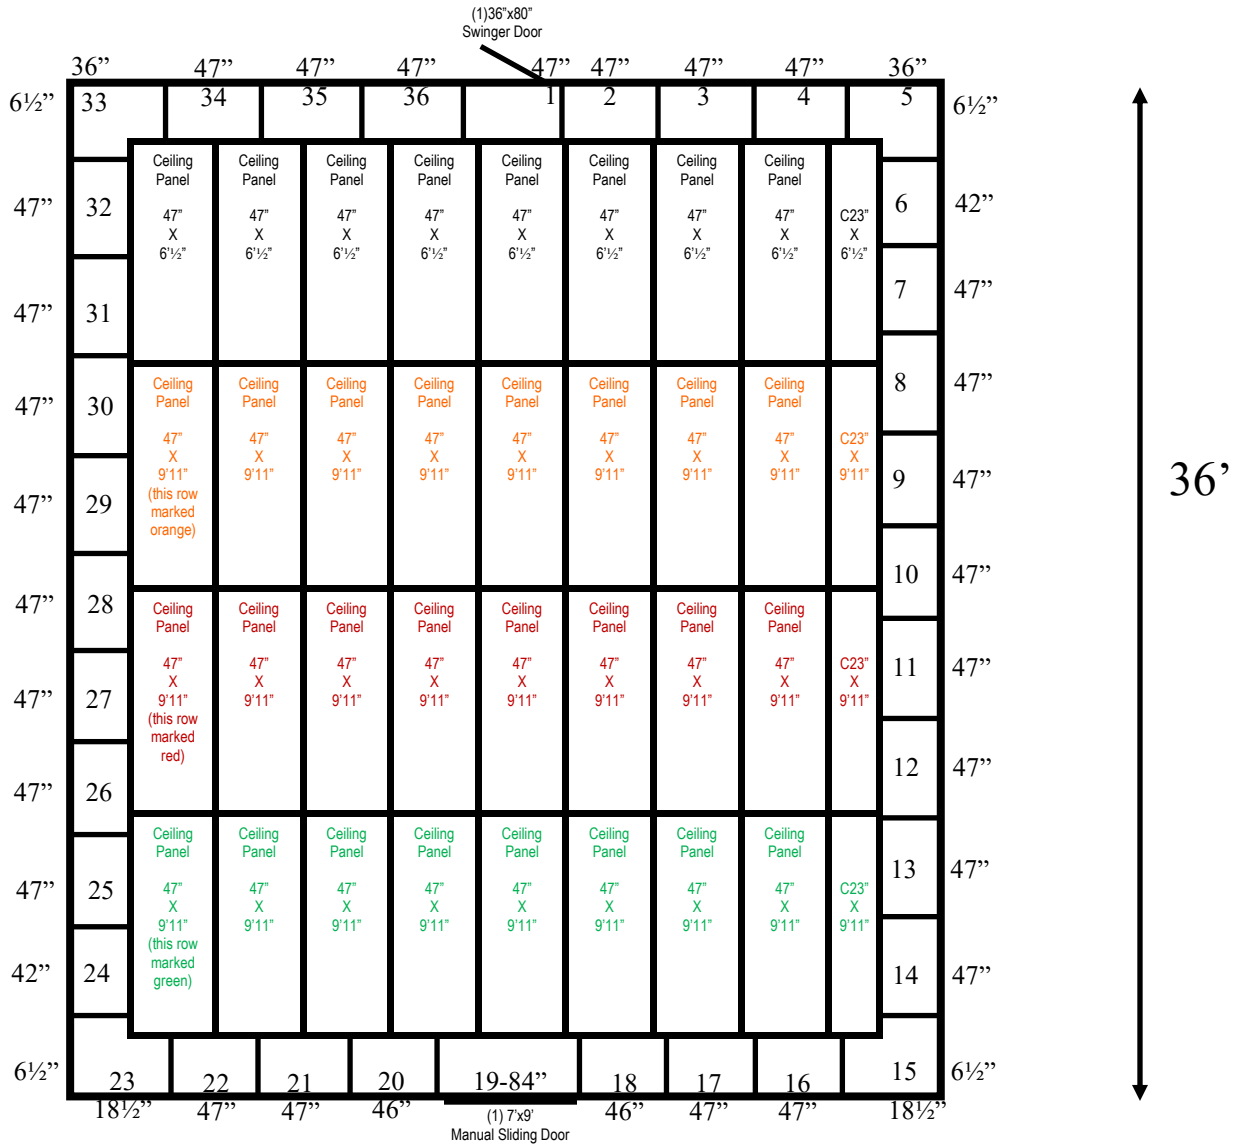 (1)36”x80”
Swinger Door
36” 47” 47” 47” 47” 47” 47” 47” 36”
6½” 33 34 35 36 1 2 3 4 5 6½”
Ceiling Ceiling Ceiling Ceiling Ceiling Ceiling Ceiling Ceiling
Panel Panel Panel Panel Panel Panel Panel Panel
47” 32 6 42”
47” 47” 47” 47” 47” 47” 47” 47” C23”
X X X X X X X X X
6’½” 6’½” 6’½” 6’½” 6’½” 6’½” 6’½” 6’½” 6’½”
7 47”
47” 31
Ceiling Ceiling Ceiling Ceiling Ceiling Ceiling Ceiling Ceiling
Panel Panel Panel Panel Panel Panel Panel Panel
8 47”
47” 30
47” 47” 47” 47” 47” 47” 47” 47” C23”
X X X X X X X X X
9’11” 9’11” 9’11” 9’11” 9’11” 9’11” 9’11” 9’11” 9’11”
9 47” 36’
(this row
47” 29
marked
orange)
10 47”
47” 28
Ceiling Ceiling Ceiling Ceiling Ceiling Ceiling Ceiling Ceiling
Panel Panel Panel Panel Panel Panel Panel Panel
47” 47” 47” 47” 47” 47” 47” 47” C23”
11 47”
X X X X X X X X X
9’11” 9’11” 9’11” 9’11” 9’11” 9’11” 9’11” 9’11” 9’11”
47” 27
(this row
marked
red)
12 47”
47” 26
Ceiling Ceiling Ceiling Ceiling Ceiling Ceiling Ceiling Ceiling
Panel Panel Panel Panel Panel Panel Panel Panel
13 47”
47” 25
47” 47” 47” 47” 47” 47” 47” 47” C23”
X X X X X X X X X
9’11” 9’11” 9’11” 9’11” 9’11” 9’11” 9’11” 9’11” 9’11”
(this row
marked
green)
42” 24 14 47”
6½” 23 22 21 20 19-84” 18 17 16 15 6½”
18½” 47” 47” 46” 46” 47” 47” 18½”
(1) 7’x9’
Manual Sliding Door